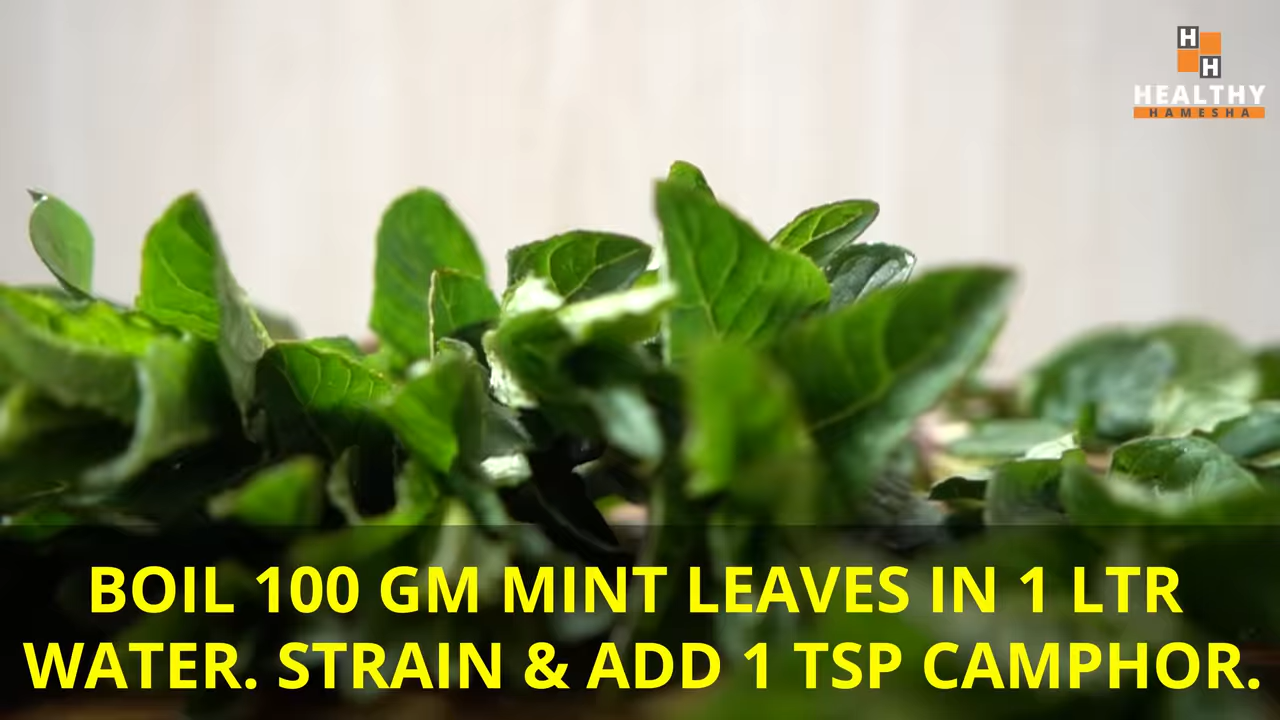 H
H
HEALTHY
HAMESHA
BOIL 100 GM MINT LEAVES IN 1 LTR
WATER. STRAIN & ADD 1 TSP CAMPHOR.